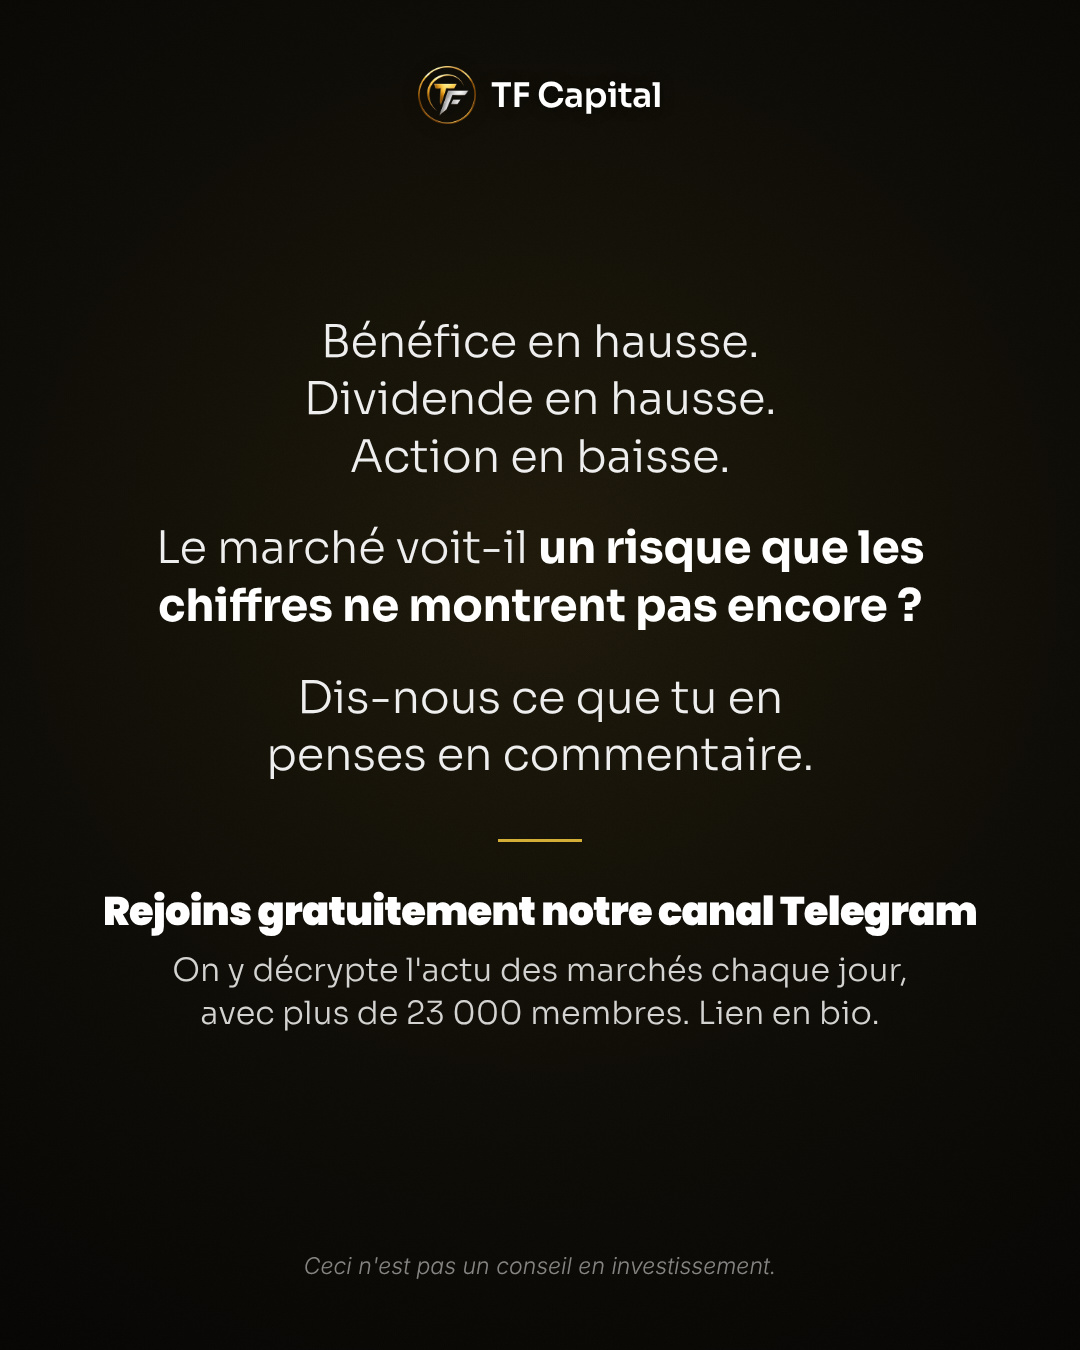 TF Capital
Bénéfice en hausse.
Dividende en hausse.
Action en baisse.
Le marché voit-il un risque que les
chiffres ne montrent pas encore ?
Dis-nous ce que tu en
penses en commentaire.
Rejoins gratuitement notre canal Telegram
On y décrypte l'actu des marchés chaque jour,
avec plus de 23 000 membres. Lien en bio.
Ceci n'est pas un conseil en investissement.